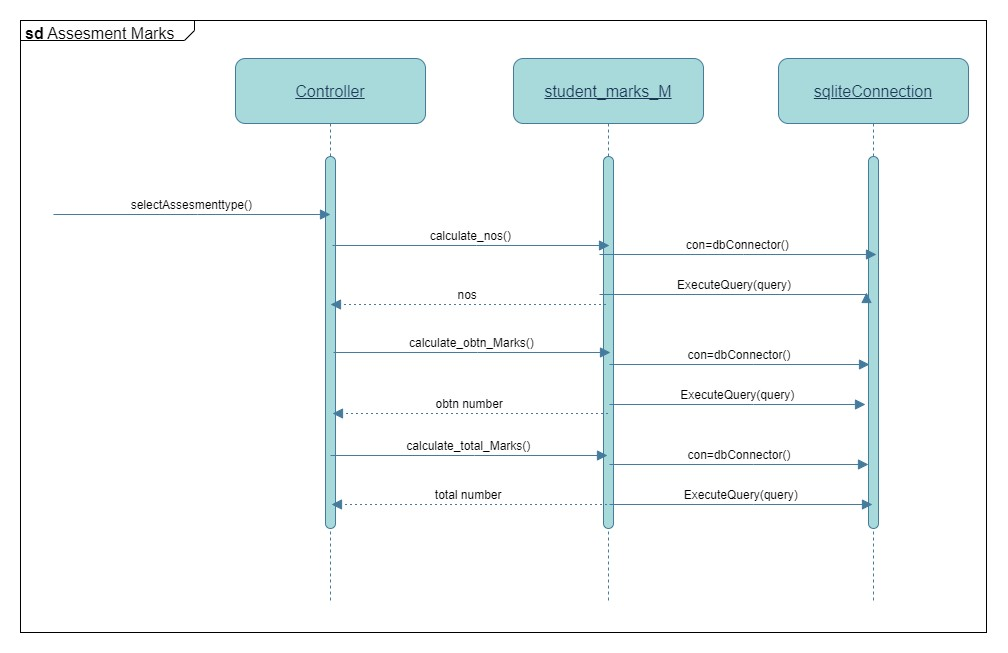 sd Assesment Marks
Controller
student_marks_M
sqliteConnection
selectAssesmenttype()
calculate_nos()
con=dbConnector()
ExecuteQuery(query)
nos
calculate_obtn_Marks()
con=dbConnector()
ExecuteQuery(query)
obtn number
calculate_total_Marks()
con=dbConnector()
total number
ExecuteQuery(query)